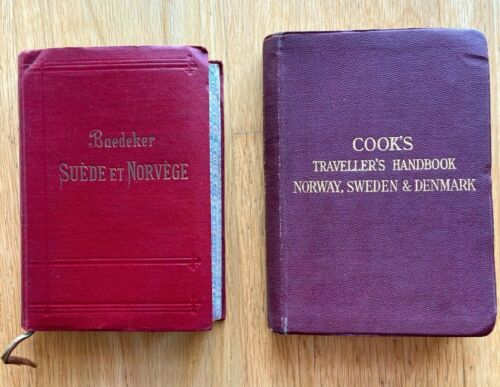 Baedeker
SUÈDE ET NORVÈGE
COOK'S
TRAVELLER'S HANDBOOK
NORWAY, SWEDEN & DENMARK